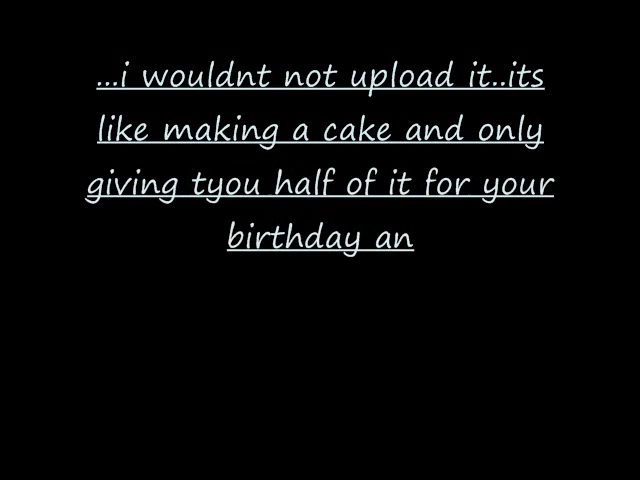 ...i wouldnt not upload it..its
like making a cake and only
giving tyou half of it for your
birthday an